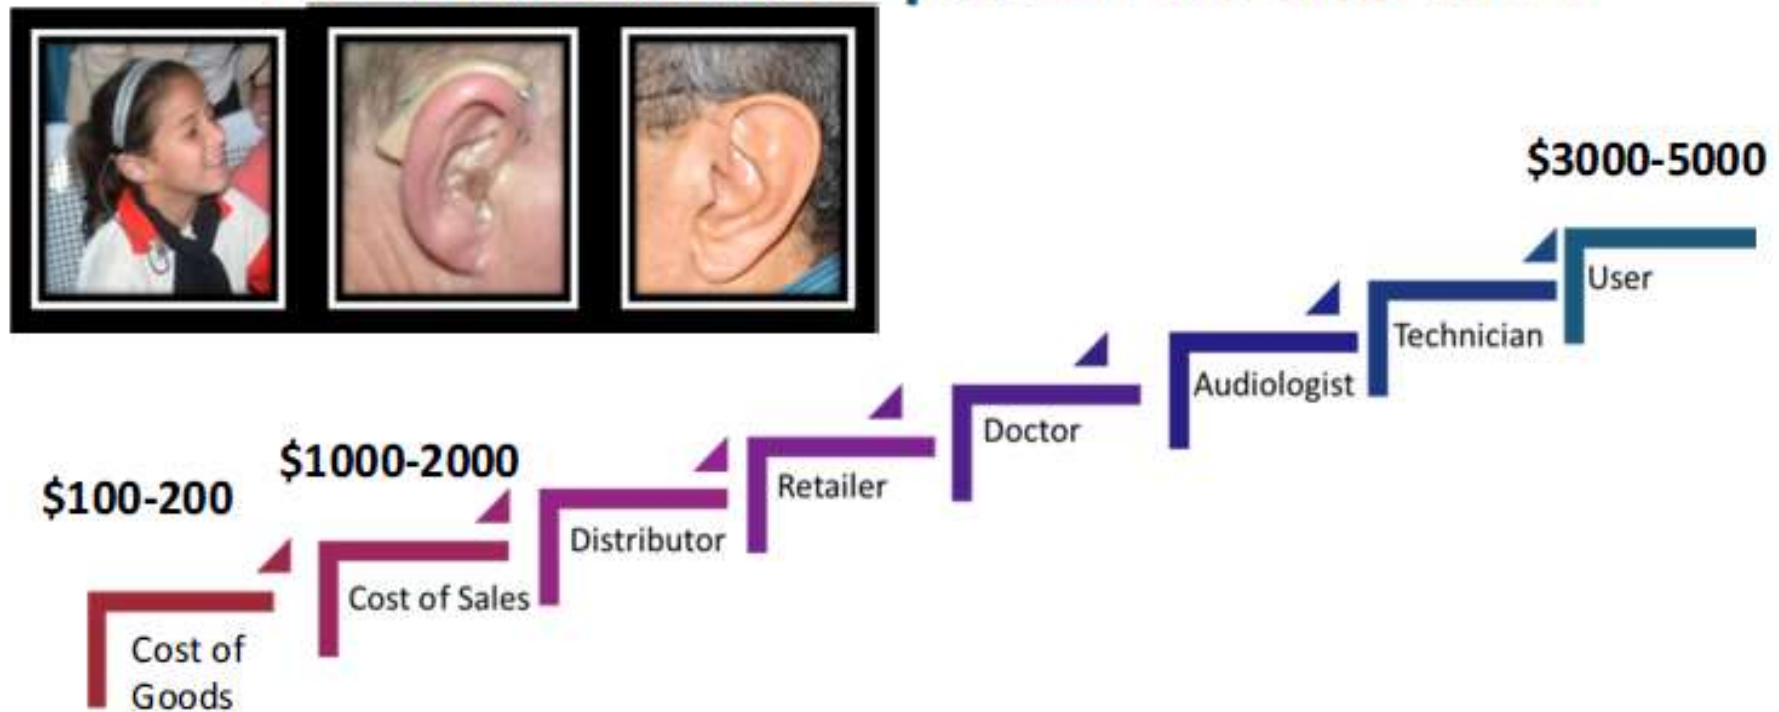 $3000-5000
User
Technician
Audiologist
Doctor
$1000-2000
Retailer
$100-200
Distributor
Cost of Sales
Cost of
Goods